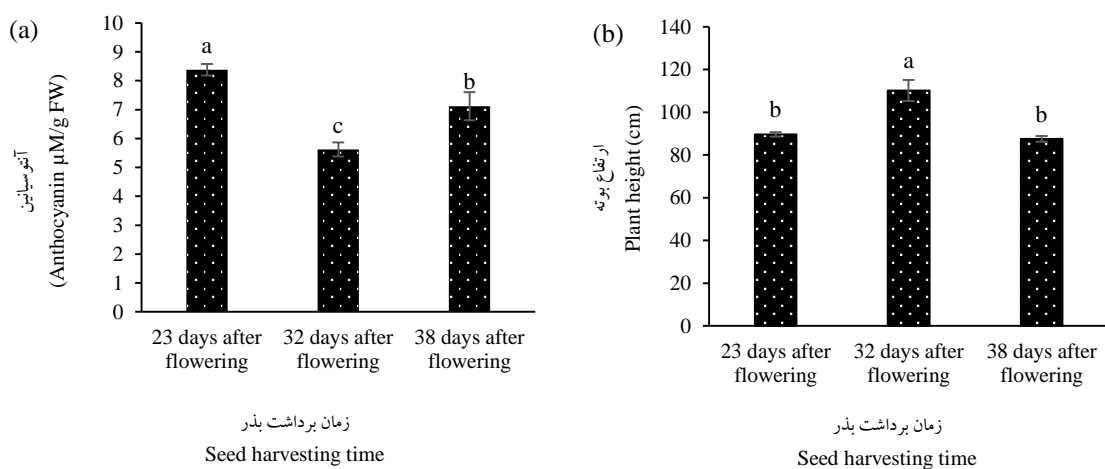 (a)
آنتوسیانین
(Anthocyanin µM/g FW)
10
9
8
7
6
5
4
3
2
1
0
a
c
b
23 days after
flowering
32 days after
flowering
38 days after
flowering
زمان برداشت بذر
Seed harvesting time
(b)
ارتفاع بوته
Plant height (cm)
140
120
100
80
60
40
20
0
b
a
b
23 days after
flowering
32 days after
flowering
38 days after
flowering
زمان برداشت بذر
Seed harvesting time